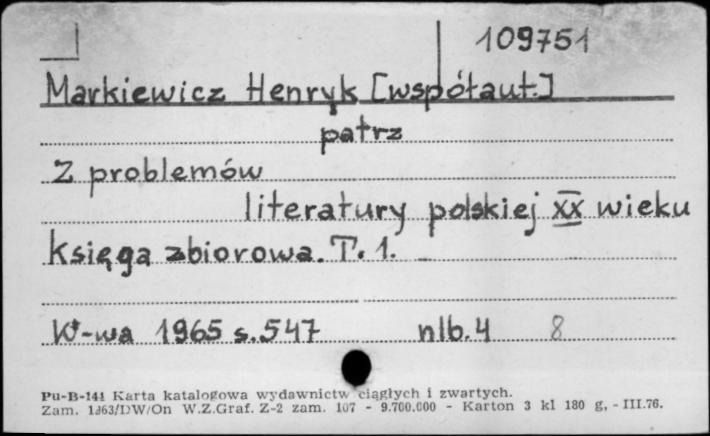 109751
Markiewicz Henryk [współaut.]
patrz
Z problemów
literatury polskiej XX wieku
księga zbiorowa. T. 1.
W-wa 1965 s. 547 nlb. 4 8
Pu-B-141 Karta katalogowa wydawnictw ciągłych i zwartych.
Zam. 1363/DW/On W.Z.Graf. Z-2 zam. 107 - 9.700.000 - Karton 3 kl 180 g, - III.76.